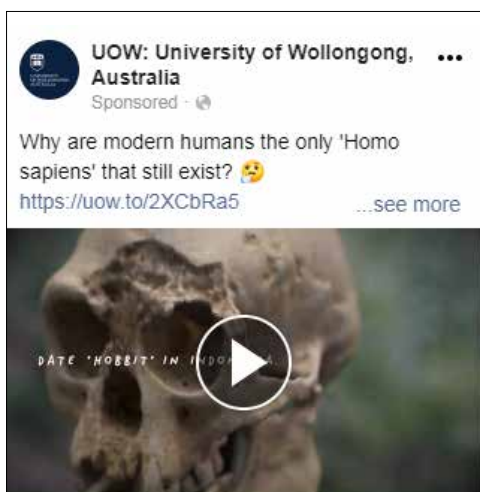 UOW: University of Wollongong,
Australia
Sponsored ·
Why are modern humans the only 'Homo
sapiens' that still exist? 🤔
https://uow.to/2XCbRa5 ...see more
DATE "HOBBIT" IN